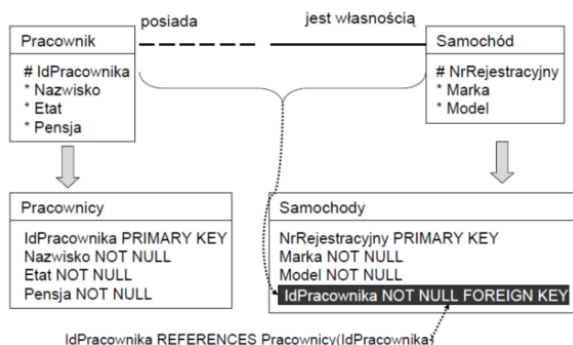 posiada
jest własnością
Pracownik
# IdPracownika
* Nazwisko
* Etat
* Pensja
Samochód
# NrRejestracyjny
* Marka
* Model
Pracownicy
IdPracownika PRIMARY KEY
Nazwisko NOT NULL
Etat NOT NULL
Pensja NOT NULL
Samochody
NrRejestracyjny PRIMARY KEY
Marka NOT NULL
Model NOT NULL
IdPracownika NOT NULL FOREIGN KEY
IdPracownika REFERENCES Pracownicy(IdPracownika)